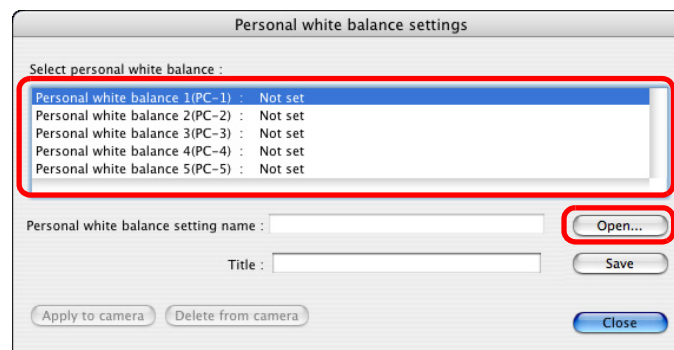 Personal white balance settings
Select personal white balance :
Personal white balance 1(PC-1) : Not set
Personal white balance 2(PC-2) : Not set
Personal white balance 3(PC-3) : Not set
Personal white balance 4(PC-4) : Not set
Personal white balance 5(PC-5) : Not set
Personal white balance setting name : Open...
Title : Save
Apply to camera Delete from camera Close